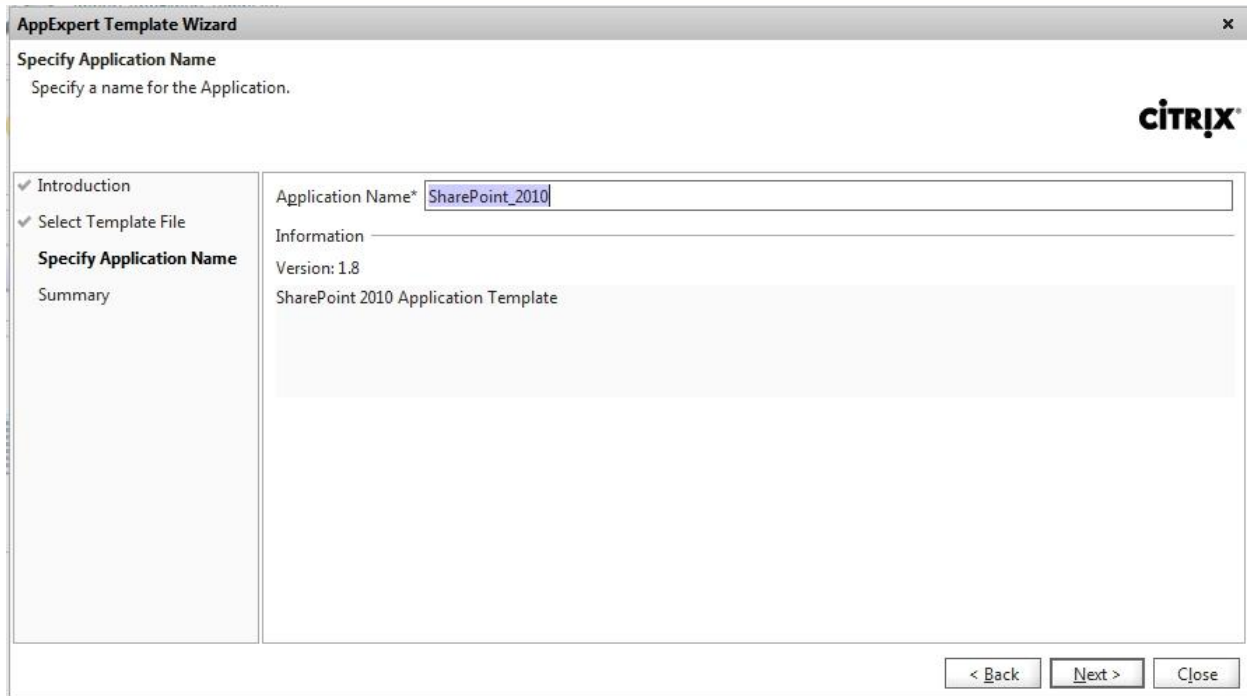 AppExpert Template Wizard x
Specify Application Name
Specify a name for the Application.
CITRIX
Introduction
Select Template File
Specify Application Name
Summary
Application Name* SharePoint_2010
Information
Version: 1.8
SharePoint 2010 Application Template
< Back Next > Close